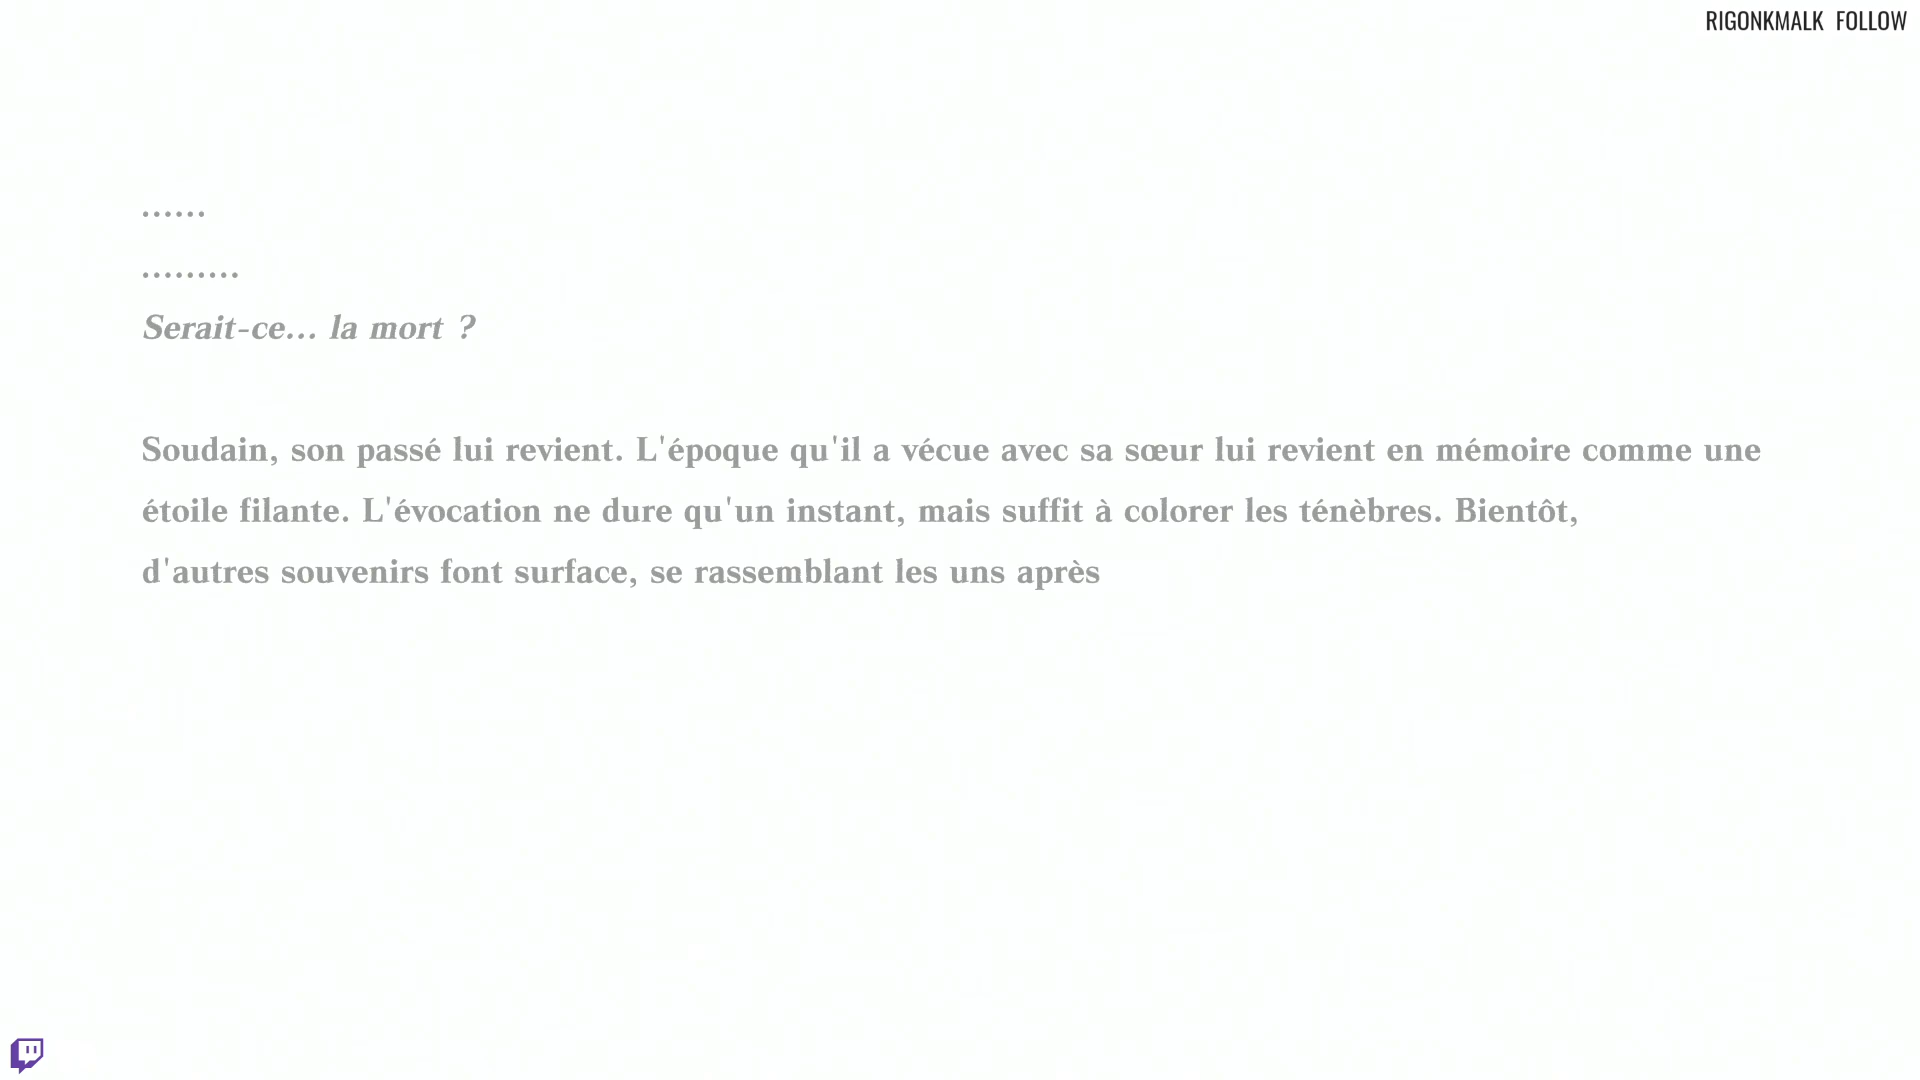 RIGONKMALK FOLLOW
......
.........
Serait-ce... la mort ?
Soudain, son passé lui revient. L'époque qu'il a vécue avec sa sœur lui revient en mémoire comme une
étoile filante. L'évocation ne dure qu'un instant, mais suffit à colorer les ténèbres. Bientôt,
d'autres souvenirs font surface, se rassemblant les uns après